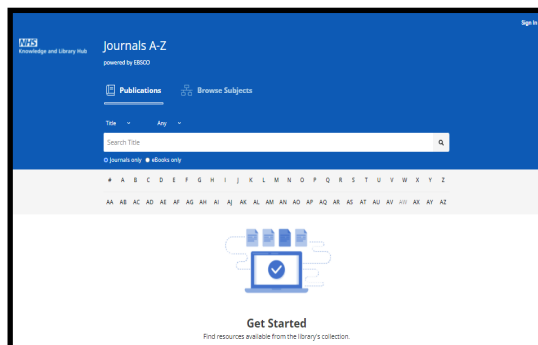 Sign In
NHS
Knowledge and Library Hub
Journals A-Z
powered by EBSCO
Publications
Browse Subjects
Title Any
Search Title
Journals only eBooks only
# A B C D E F G H I J K L M N O P Q R S T U V W X Y Z
AA AB AC AD AE AF AG AH AI AJ AK AL AM AN AO AP AQ AR AS AT AU AV AW AX AY AZ
Get Started
Find resources available from the library's collection.